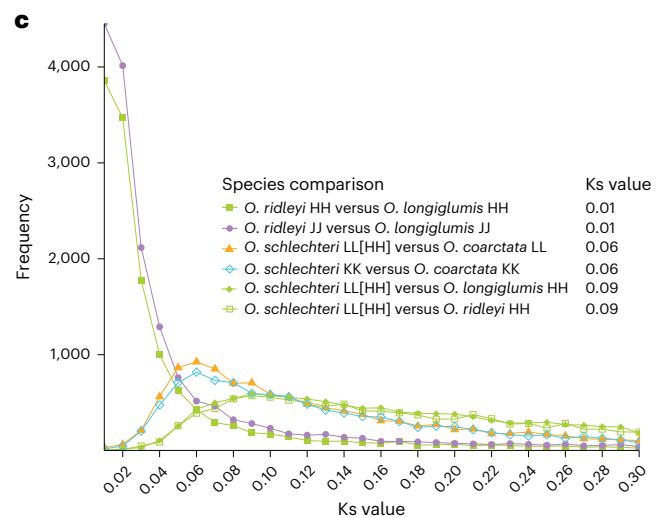 c
4,000
3,000
2,000
1,000
Frequency
Species comparison Ks value
O. ridleyi HH versus O. longiglumis HH 0.01
O. ridleyi JJ versus O. longiglumis JJ 0.01
O. schlechteri LL[HH] versus O. coarctata LL 0.06
O. schlechteri KK versus O. coarctata KK 0.06
O. schlechteri LL[HH] versus O. longiglumis HH 0.09
O. schlechteri LL[HH] versus O. ridleyi HH 0.09
0.02 0.04 0.06 0.08 0.10 0.12 0.14 0.16 0.18 0.20 0.22 0.24 0.26 0.28 0.30
Ks value